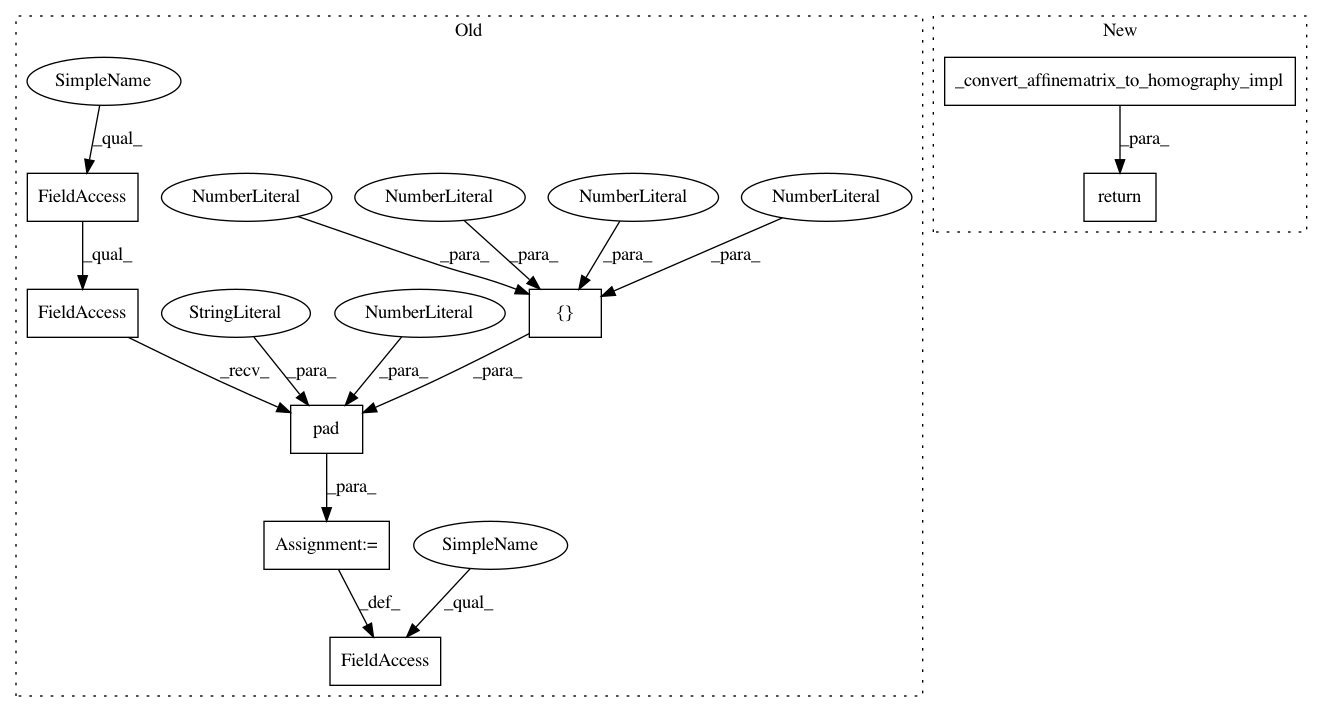 Old
New
SimpleName
_convert_affinematrix_to_homography_impl
_qual_
_para_
FieldAccess
NumberLiteral
NumberLiteral
NumberLiteral
NumberLiteral
return
_qual_
_para_
_para_
_para_
_para_
FieldAccess
StringLiteral
NumberLiteral
{}
_recv_
_para_
_para_
_para_
pad
_para_
Assignment:=
SimpleName
_def_
_qual_
FieldAccess